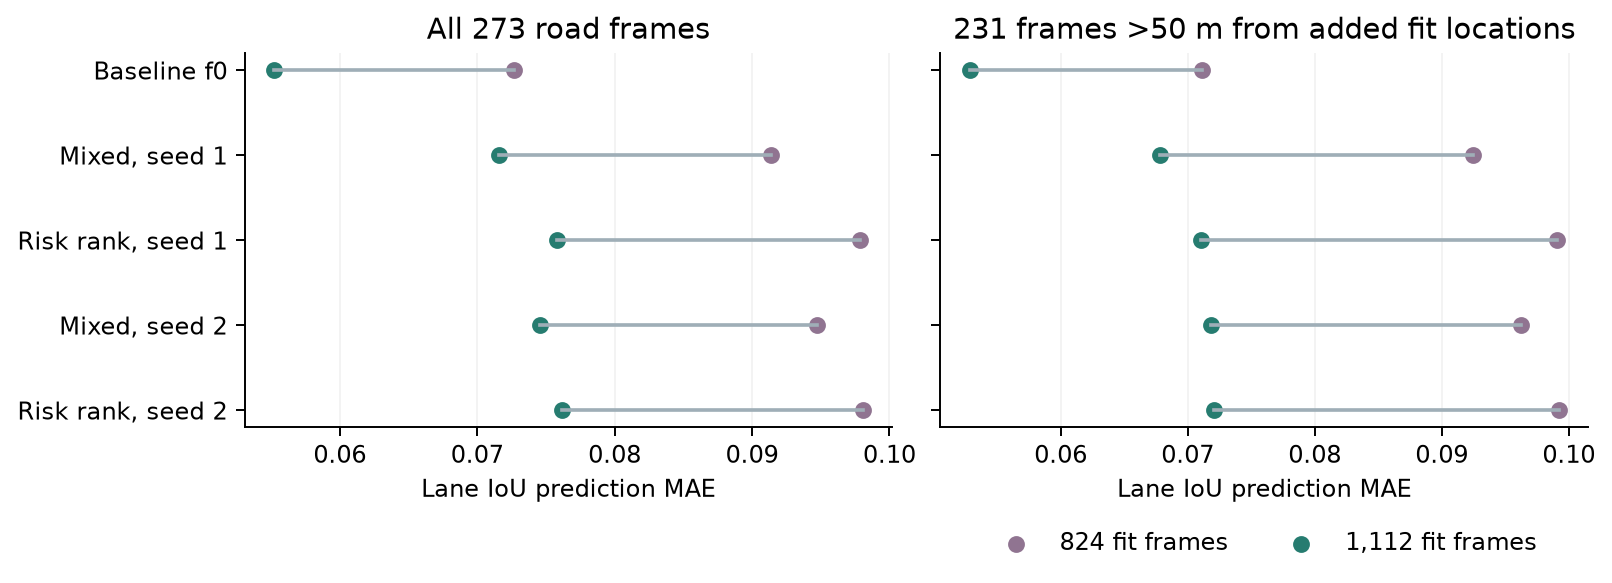 All 273 road frames
231 frames >50 m from added fit locations
Baseline f0
Mixed, seed 1
Risk rank, seed 1
Mixed, seed 2
Risk rank, seed 2
0.06 0.07 0.08 0.09 0.10
0.06 0.07 0.08 0.09 0.10
Lane IoU prediction MAE
Lane IoU prediction MAE
824 fit frames
1,112 fit frames